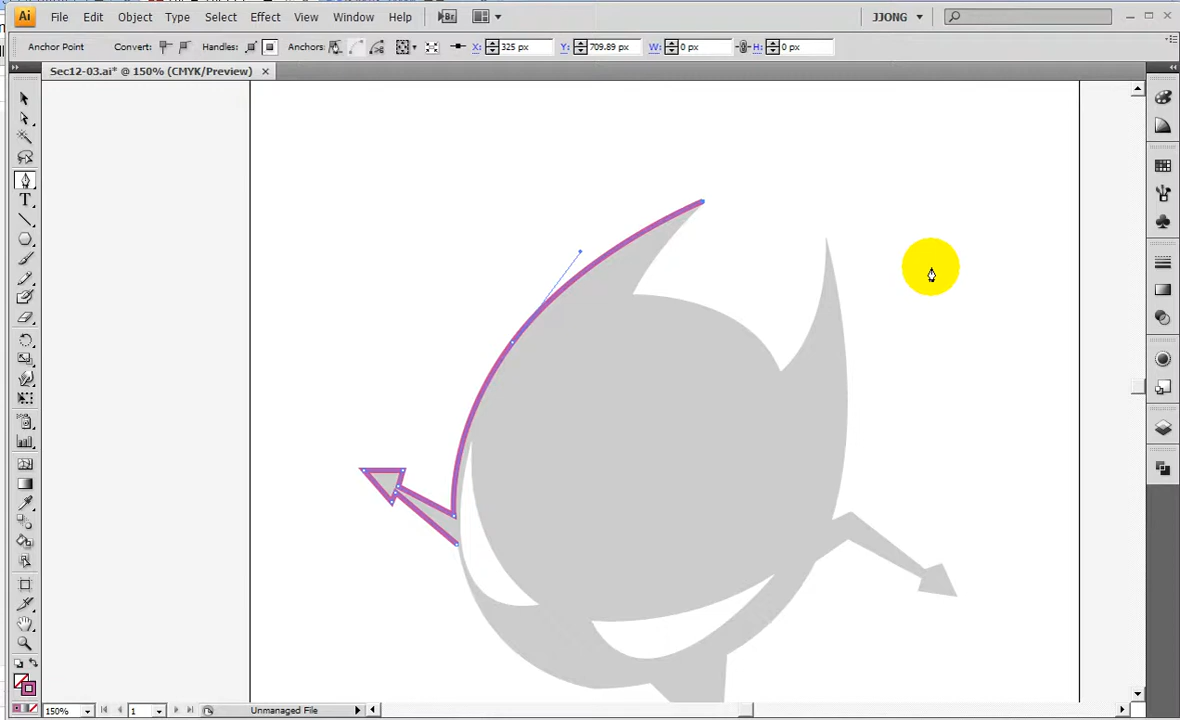 Ai File Edit Object Type Select Effect View Window Help Br JJONG
Anchor Point Convert: Handles: Anchors: X: 325 px Y: 709.89 px W: 0 px H: 0 px
Sec12-03.ai* @ 150% (CMYK/Preview)
150% 1 Unmanaged File